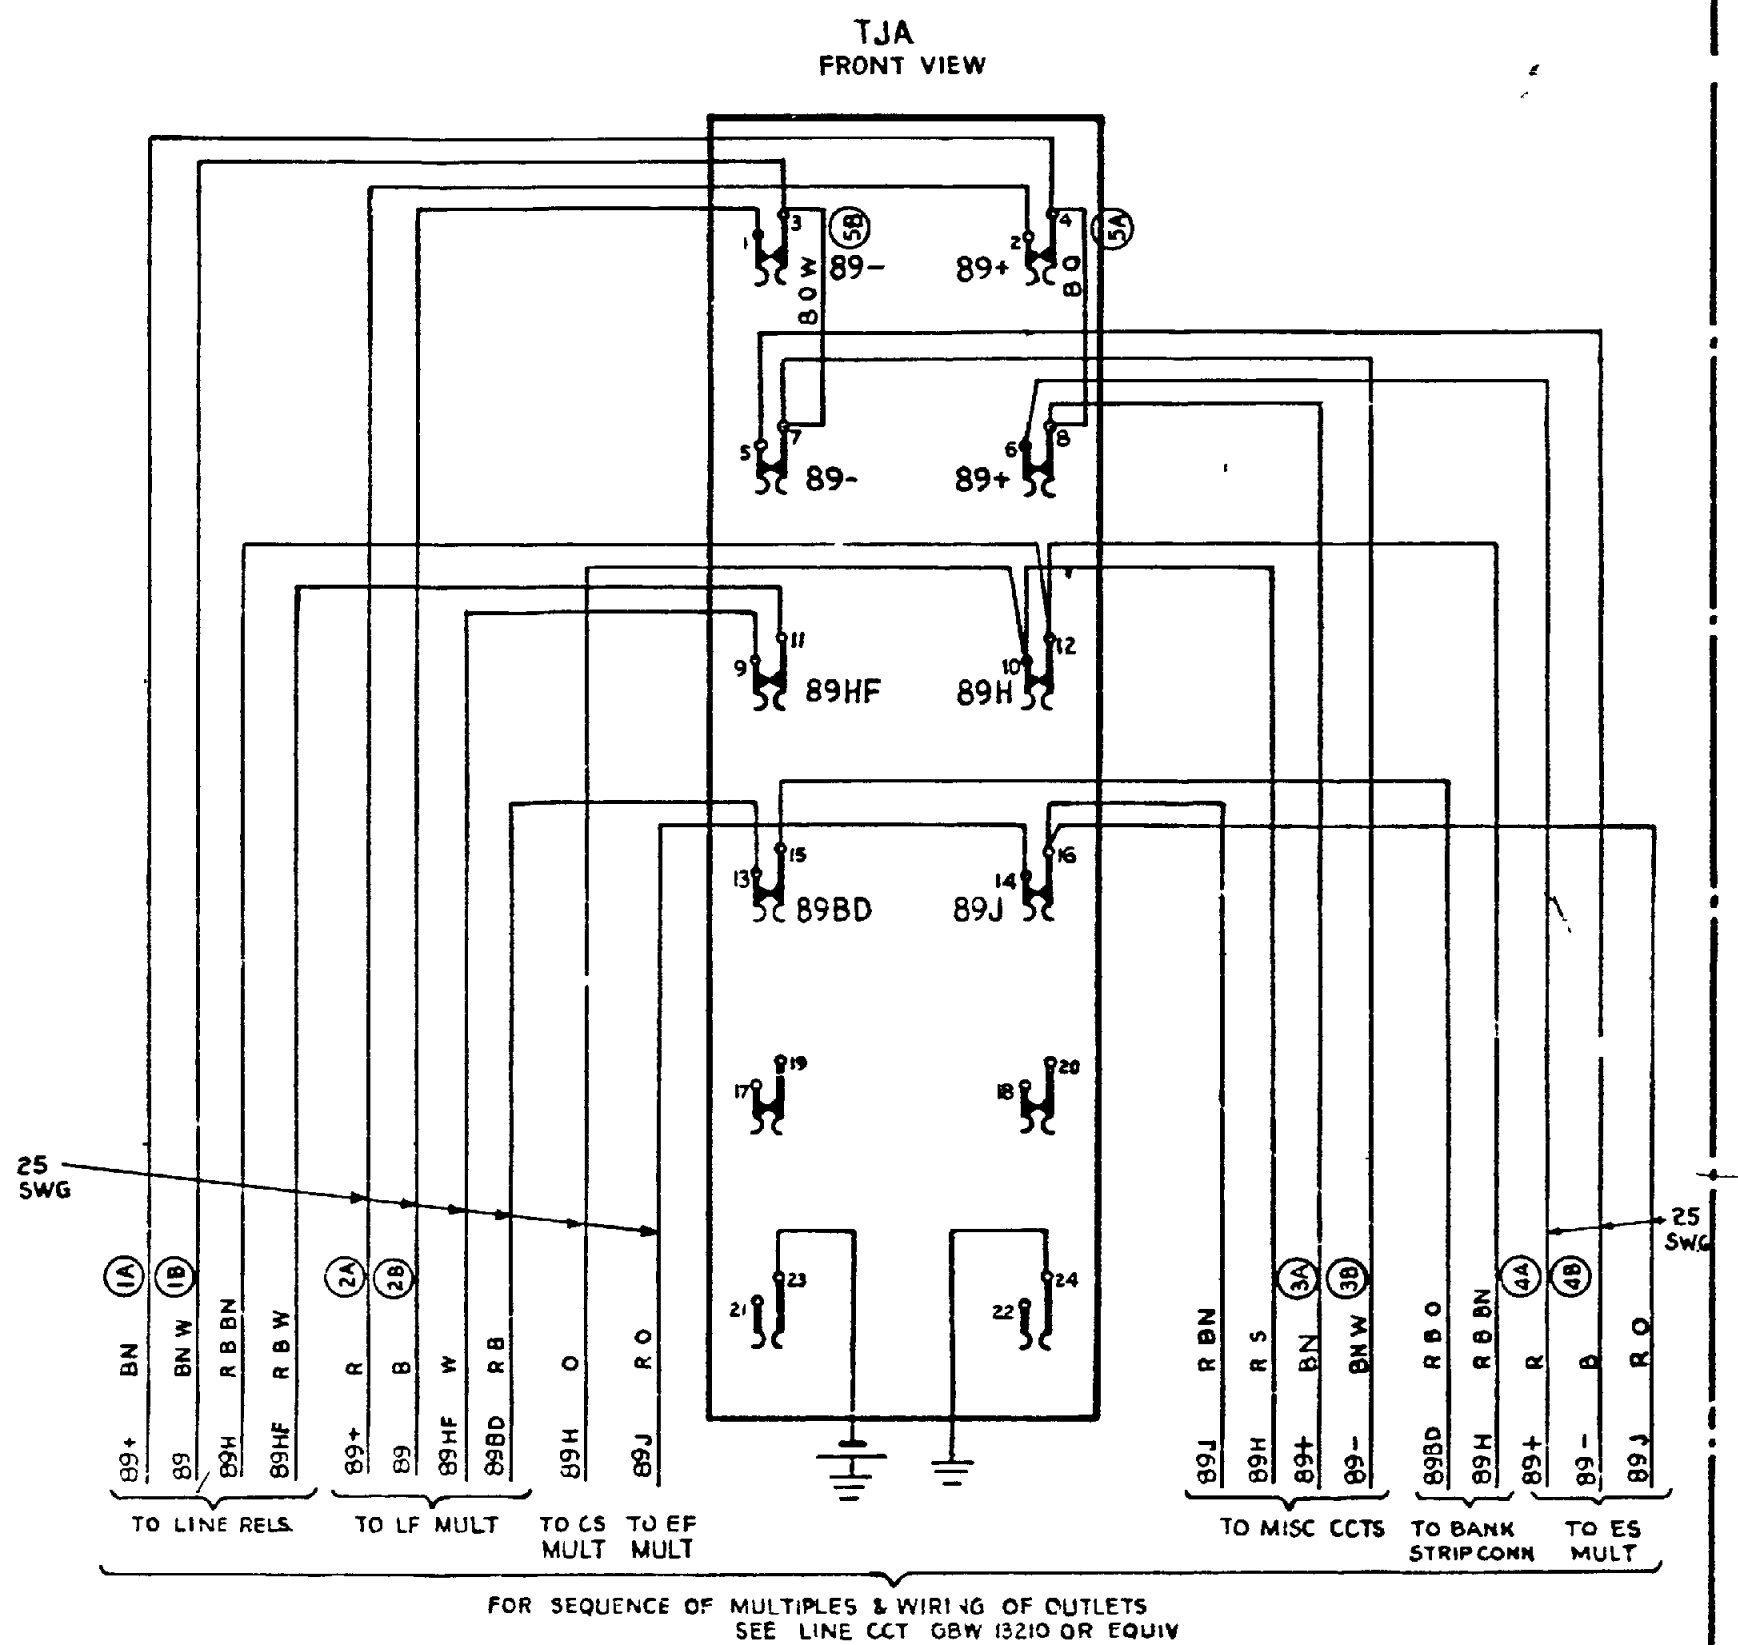 TJA
FRONT VIEW
3
4
5B
5A
1
2
89-
89+
B O W
B O
7
8
5
6
89-
89+
11
12
9
10
89HF
89H
15
16
13
14
89BD
89J
19
20
17
18
25
SWG
25
SWG
23
24
21
22
1A
1B
2A
2B
3A
3B
4A
4B
89+ BN
89 BN W
89H R B BN
89HF R B W
89+ R
89 B
89HF W
89BD R B
89H O
89J R O
89J R BN
89H R S
89+ BN
89- BN W
89BD R B O
89H R B BN
89+ R
89- B
89J R O
TO LINE RELS.
TO LF MULT
TO CS
MULT
TO EF
MULT
TO MISC CCTS
TO BANK
STRIP CONN
TO ES
MULT
FOR SEQUENCE OF MULTIPLES & WIRING OF OUTLETS
SEE LINE CCT GBW 13210 OR EQUIV